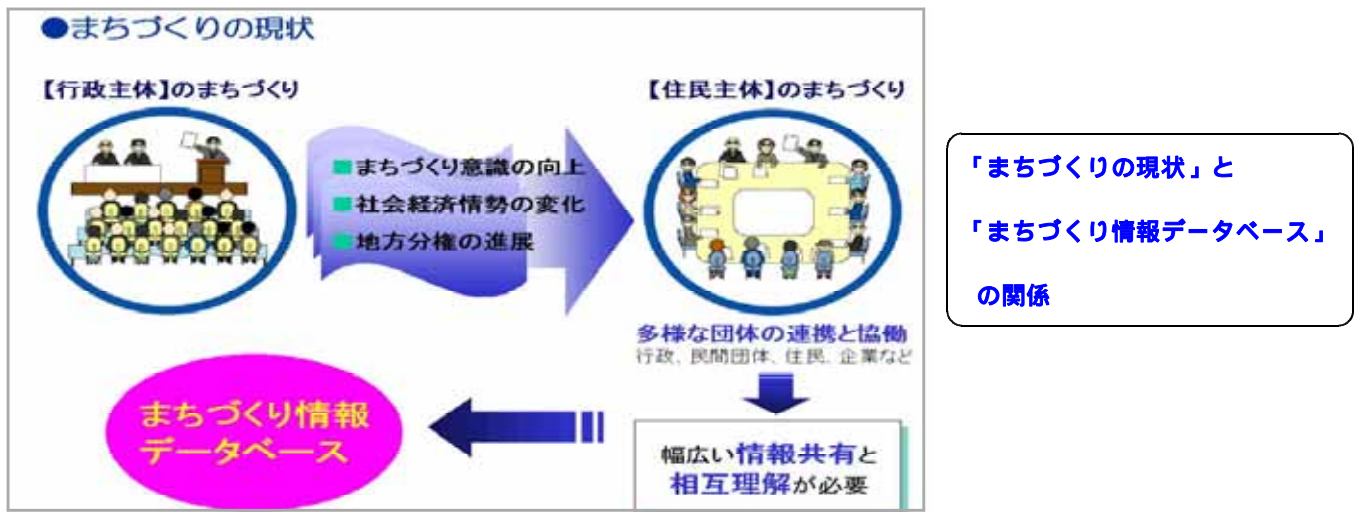 ●まちづくりの現状
【行政主体】のまちづくり
【住民主体】のまちづくり
■まちづくり意識の向上
■社会経済情勢の変化
■地方分権の進展
多様な団体の連携と協働
行政、民間団体、住民、企業など
幅広い情報共有と
相互理解が必要
まちづくり情報
データベース
「まちづくりの現状」と
「まちづくり情報データベース」
の関係